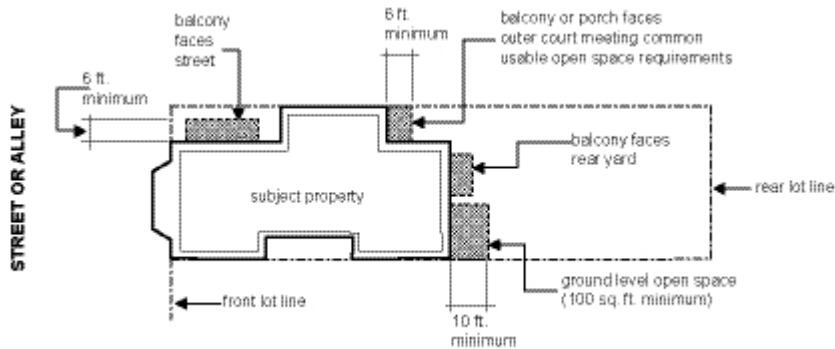 balcony
faces
street
6 ft.
minimum
balcony or porch faces
outer court meeting common
usable open space requirements
6 ft.
minimum
STREET OR ALLEY
balcony faces
rear yard
subject property
rear lot line
front lot line
ground level open space
(100 sq. ft. minimum)
10 ft.
minimum